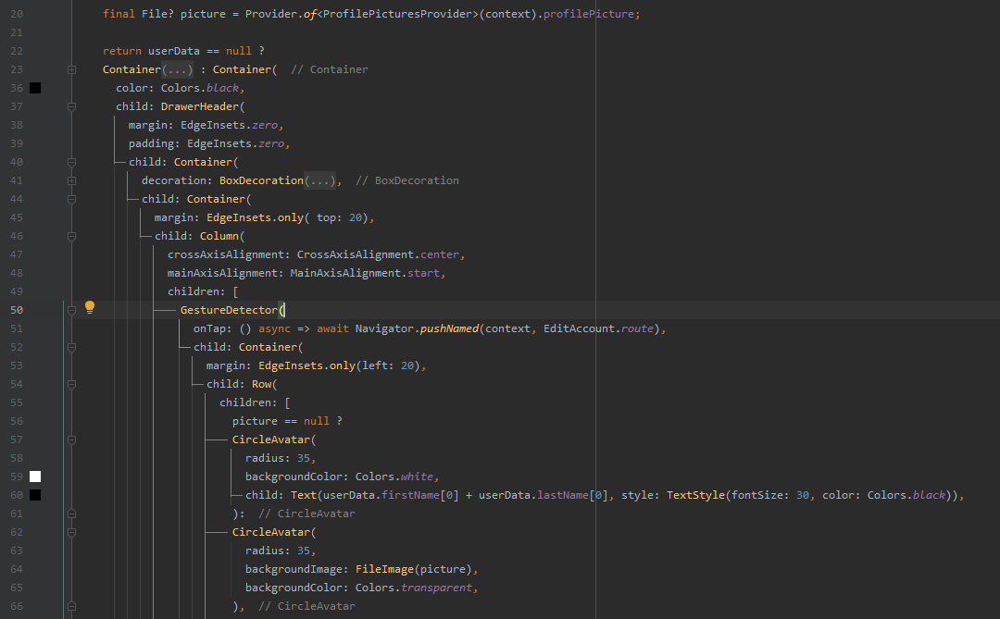 20 final File? picture = Provider.of<ProfilePicturesProvider>(context).profilePicture;
21
22 return userData == null ?
23 Container(...) : Container( // Container
36 color: Colors.black,
37 child: DrawerHeader(
38 margin: EdgeInsets.zero,
39 padding: EdgeInsets.zero,
40 child: Container(
41 decoration: BoxDecoration(...), // BoxDecoration
44 child: Container(
45 margin: EdgeInsets.only( top: 20),
46 child: Column(
47 crossAxisAlignment: CrossAxisAlignment.center,
48 mainAxisAlignment: MainAxisAlignment.start,
49 children: [
50 GestureDetector(
51 onTap: () async => await Navigator.pushNamed(context, EditAccount.route),
52 child: Container(
53 margin: EdgeInsets.only(left: 20),
54 child: Row(
55 children: [
56 picture == null ?
57 CircleAvatar(
58 radius: 35,
59 backgroundColor: Colors.white,
60 child: Text(userData.firstName[0] + userData.lastName[0], style: TextStyle(fontSize: 30, color: Colors.black)),
61 ): // CircleAvatar
62 CircleAvatar(
63 radius: 35,
64 backgroundImage: FileImage(picture),
65 backgroundColor: Colors.transparent,
66 ), // CircleAvatar